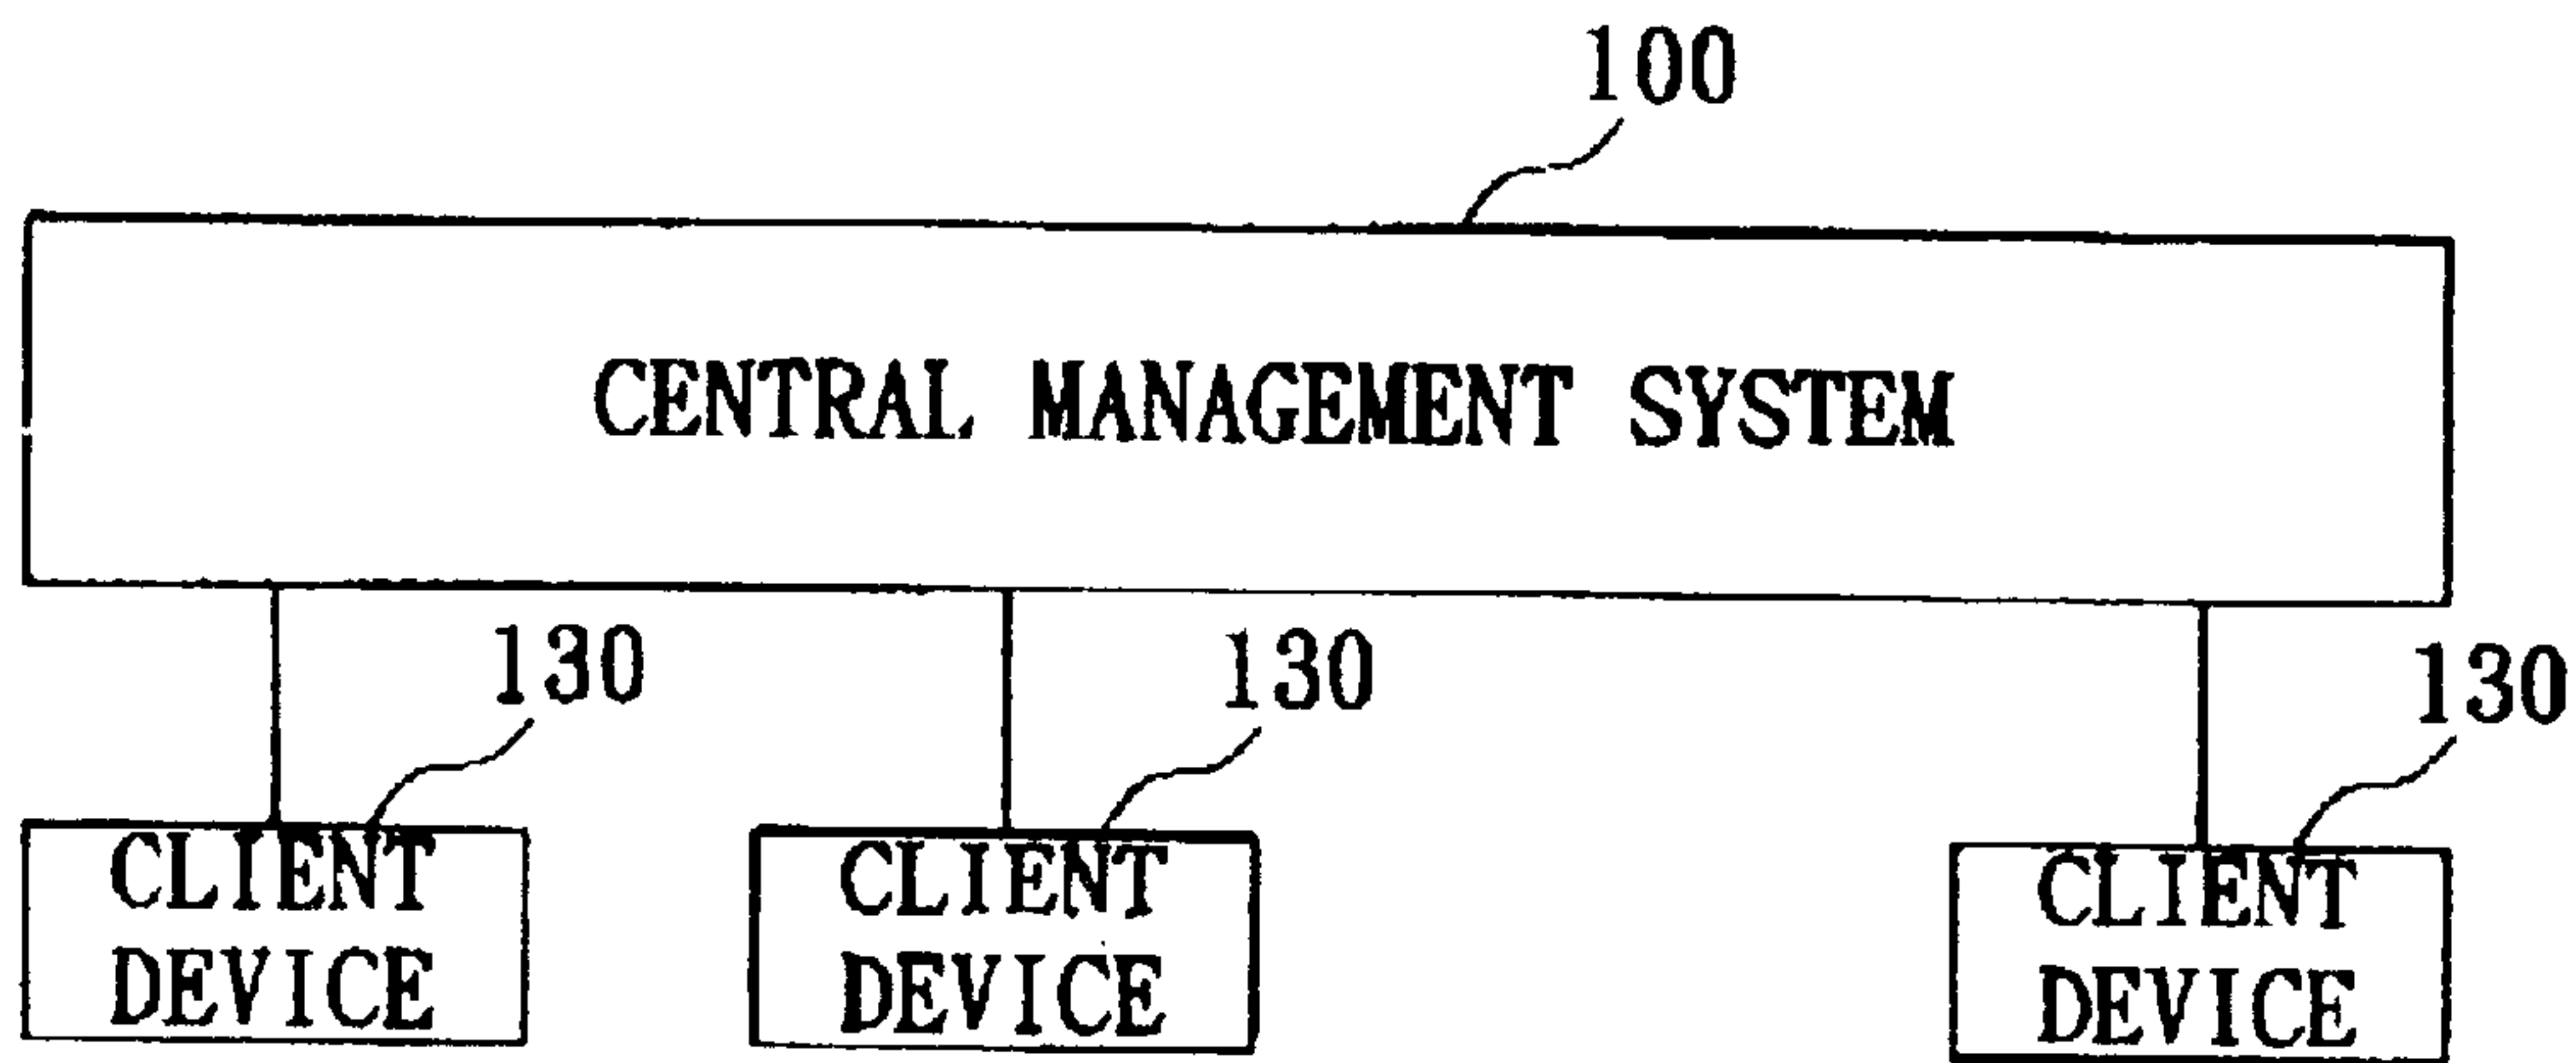 100
CENTRAL MANAGEMENT SYSTEM
130
130
130
CLIENT
DEVICE
CLIENT
DEVICE
CLIENT
DEVICE